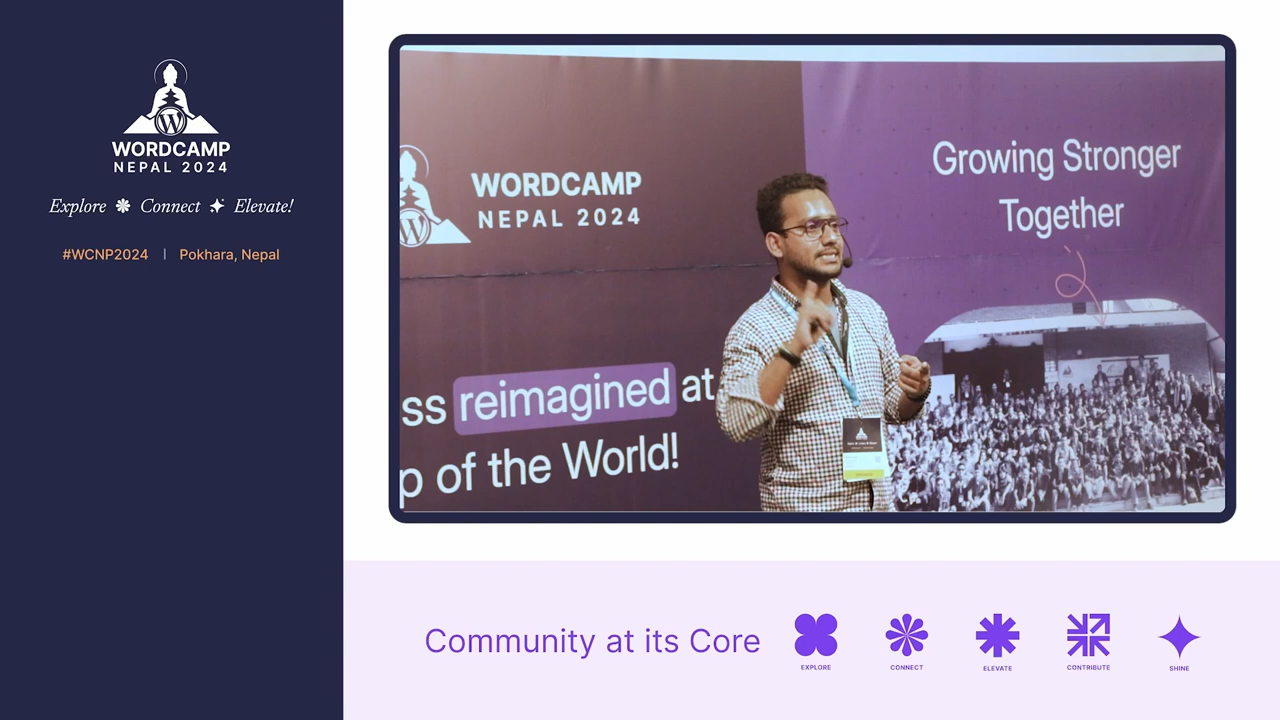 WORDCAMP
NEPAL 2024
Explore Connect Elevate!
#WCNP2024 | Pokhara, Nepal
WORDCAMP
NEPAL 2024
ss reimagined at
p of the World!
Growing Stronger
Together
Community at its Core
EXPLORE
CONNECT
ELEVATE
CONTRIBUTE
SHINE